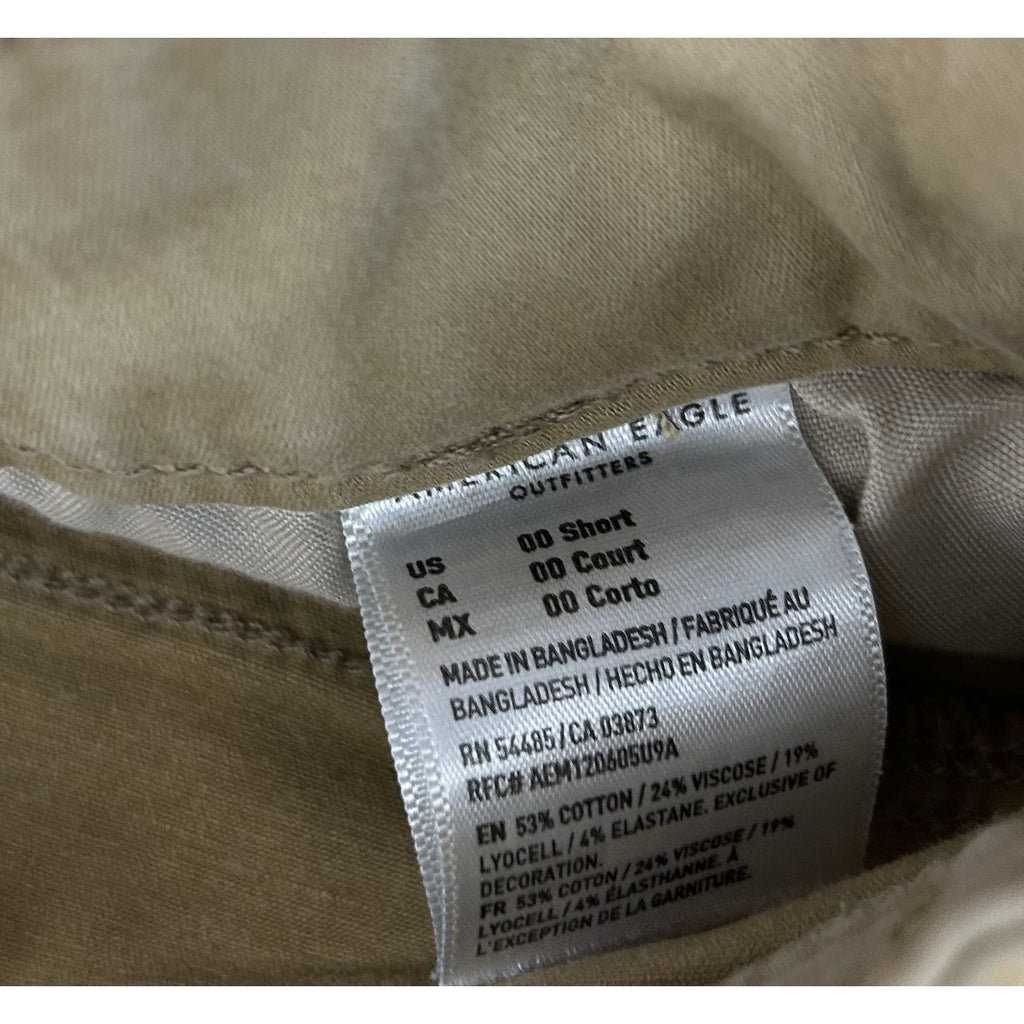 AMERICAN EAGLE
OUTFITTERS
US 00 Short
CA 00 Court
MX 00 Corto
MADE IN BANGLADESH / FABRIQUÉ AU
BANGLADESH / HECHO EN BANGLADESH
RN 54485 / CA 03873
RFC# AEM120605U9A
EN 53% COTTON / 24% VISCOSE / 19%
LYOCELL / 4% ELASTANE. EXCLUSIVE OF
DECORATION.
FR 53% COTON / 24% VISCOSE / 19%
LYOCELL / 4% ÉLASTHANNE. À
L'EXCEPTION DE LA GARNITURE.